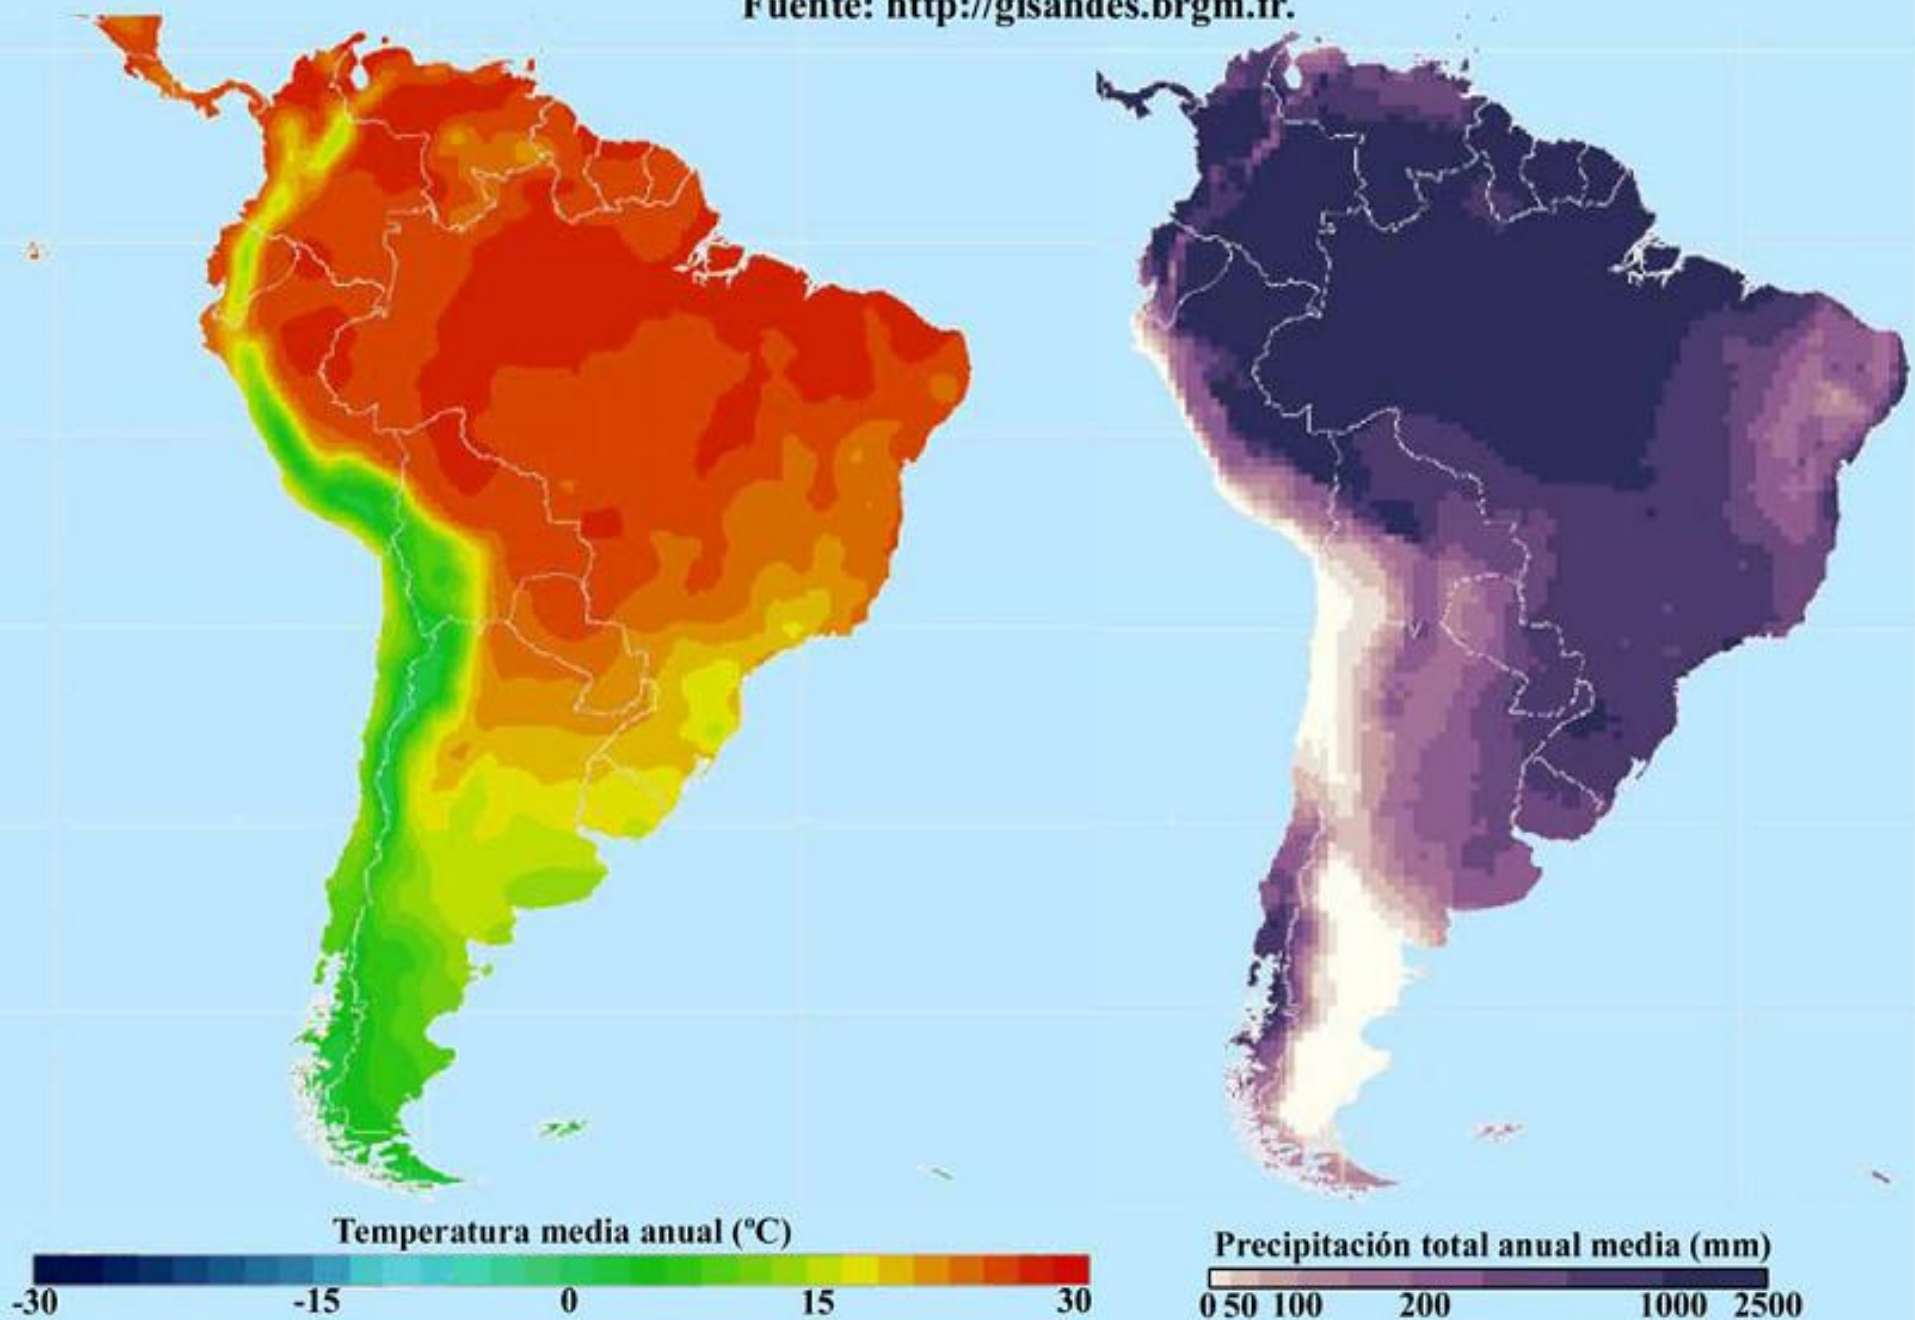 Fuente: http://gisandes.brgm.fr.
Temperatura media anual (ºC)
-30 -15 0 15 30
Precipitación total anual media (mm)
0 50 100 200 1000 2500